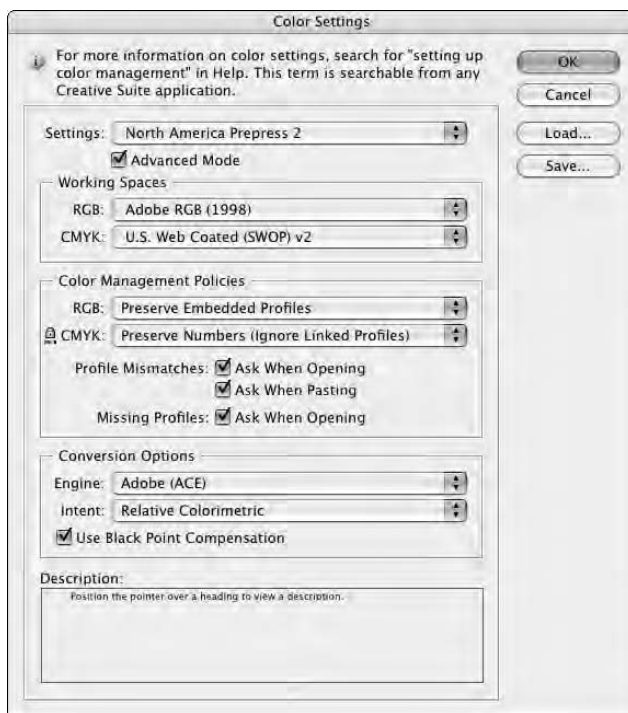 Color Settings
For more information on color settings, search for "setting up
color management" in Help. This term is searchable from any
Creative Suite application.
OK
Cancel
Load...
Save...
Settings: North America Prepress 2
Advanced Mode
Working Spaces
RGB: Adobe RGB (1998)
CMYK: U.S. Web Coated (SWOP) v2
Color Management Policies
RGB: Preserve Embedded Profiles
CMYK: Preserve Numbers (Ignore Linked Profiles)
Profile Mismatches: Ask When Opening
Ask When Pasting
Missing Profiles: Ask When Opening
Conversion Options
Engine: Adobe (ACE)
Intent: Relative Colorimetric
Use Black Point Compensation
Description:
Position the pointer over a heading to view a description.